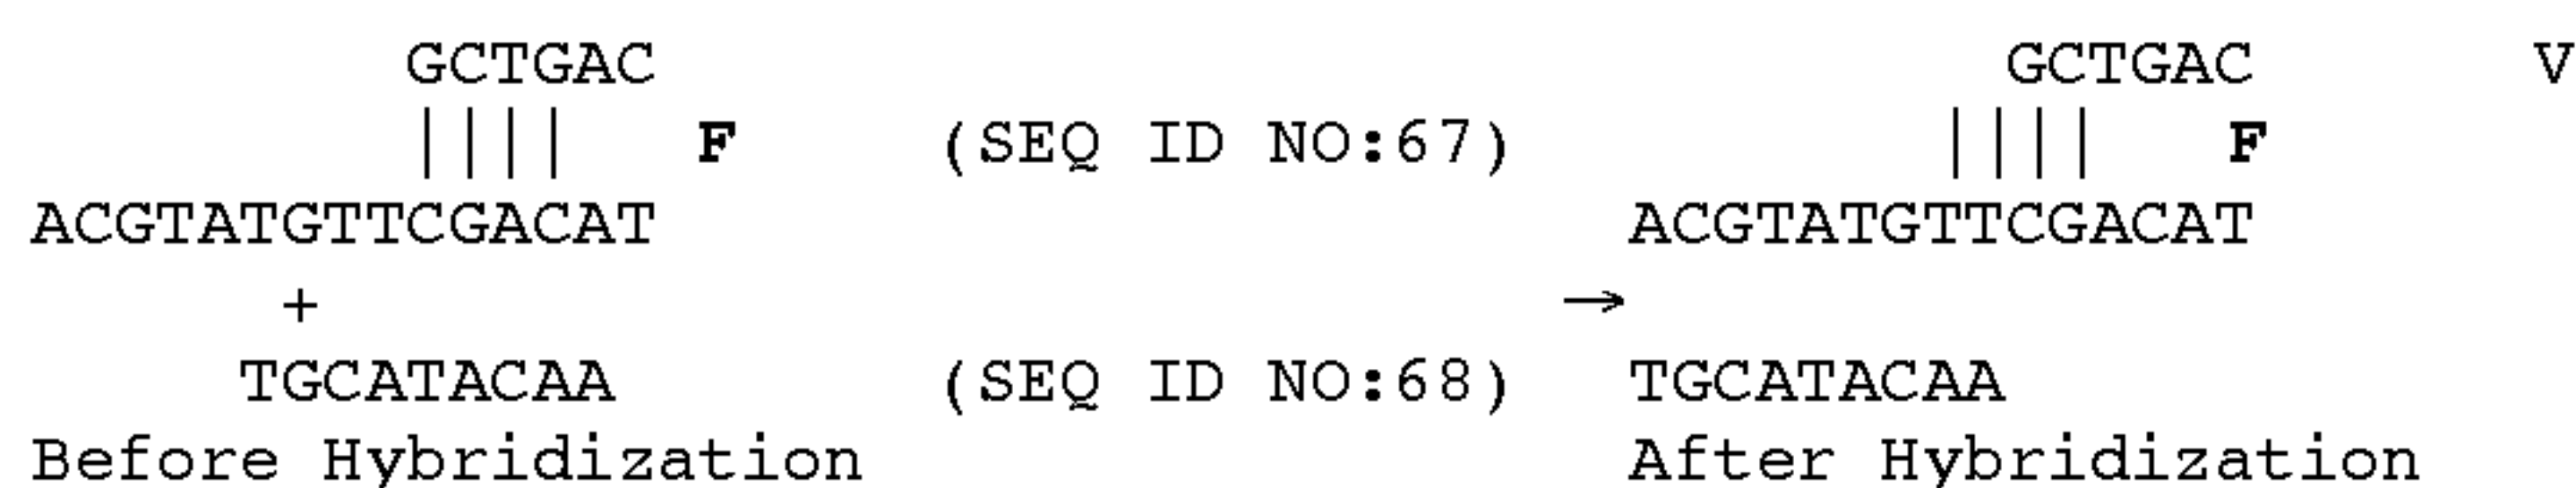 GCTGAC GCTGAC V
|||| F (SEQ ID NO:67) |||| F
ACGTATGTTCGACAT ACGTATGTTCGACAT
+ →
TGCATACAA (SEQ ID NO:68) TGCATACAA
Before Hybridization After Hybridization